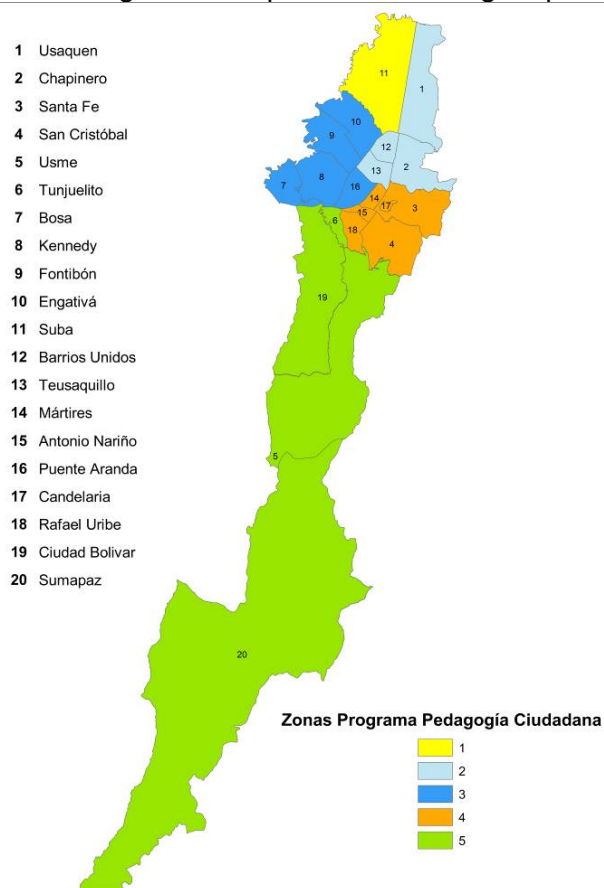 1 Usaquen
2 Chapinero
3 Santa Fe
4 San Cristóbal
5 Usme
6 Tunjuelito
7 Bosa
8 Kennedy
9 Fontibón
10 Engativá
11 Suba
12 Barrios Unidos
13 Teusaquillo
14 Mártires
15 Antonio Nariño
16 Puente Aranda
17 Candelaria
18 Rafael Uribe
19 Ciudad Bolivar
20 Sumapaz
11
1
10
9
12
13
2
7
8
16
14
17
3
15
6
18
4
19
5
20
Zonas Programa Pedagogía Ciudadana
1
2
3
4
5